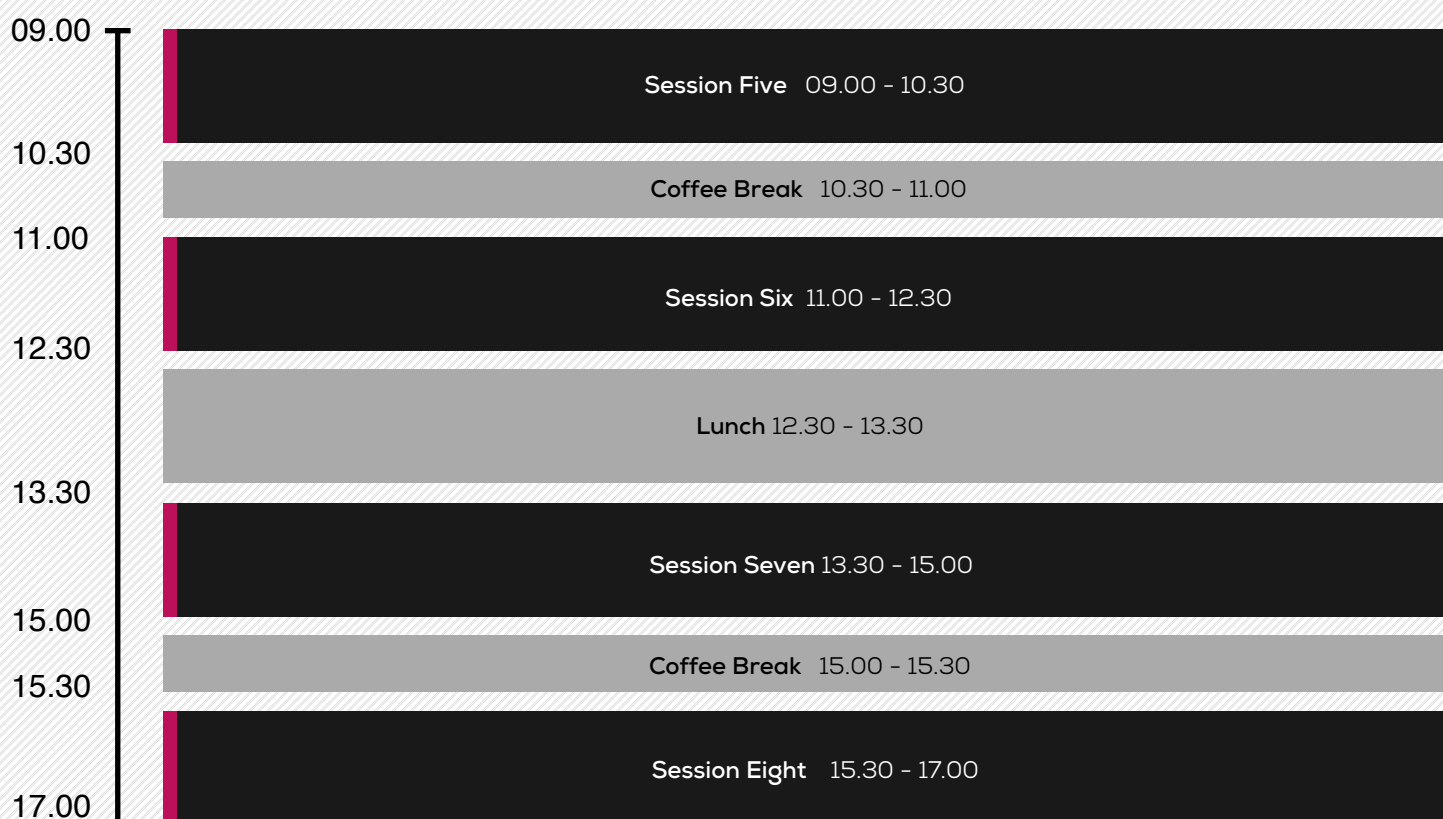 09.00
Session Five 09.00 - 10.30
10.30
Coffee Break 10.30 - 11.00
11.00
Session Six 11.00 - 12.30
12.30
Lunch 12.30 - 13.30
13.30
Session Seven 13.30 - 15.00
15.00
Coffee Break 15.00 - 15.30
15.30
Session Eight 15.30 - 17.00
17.00